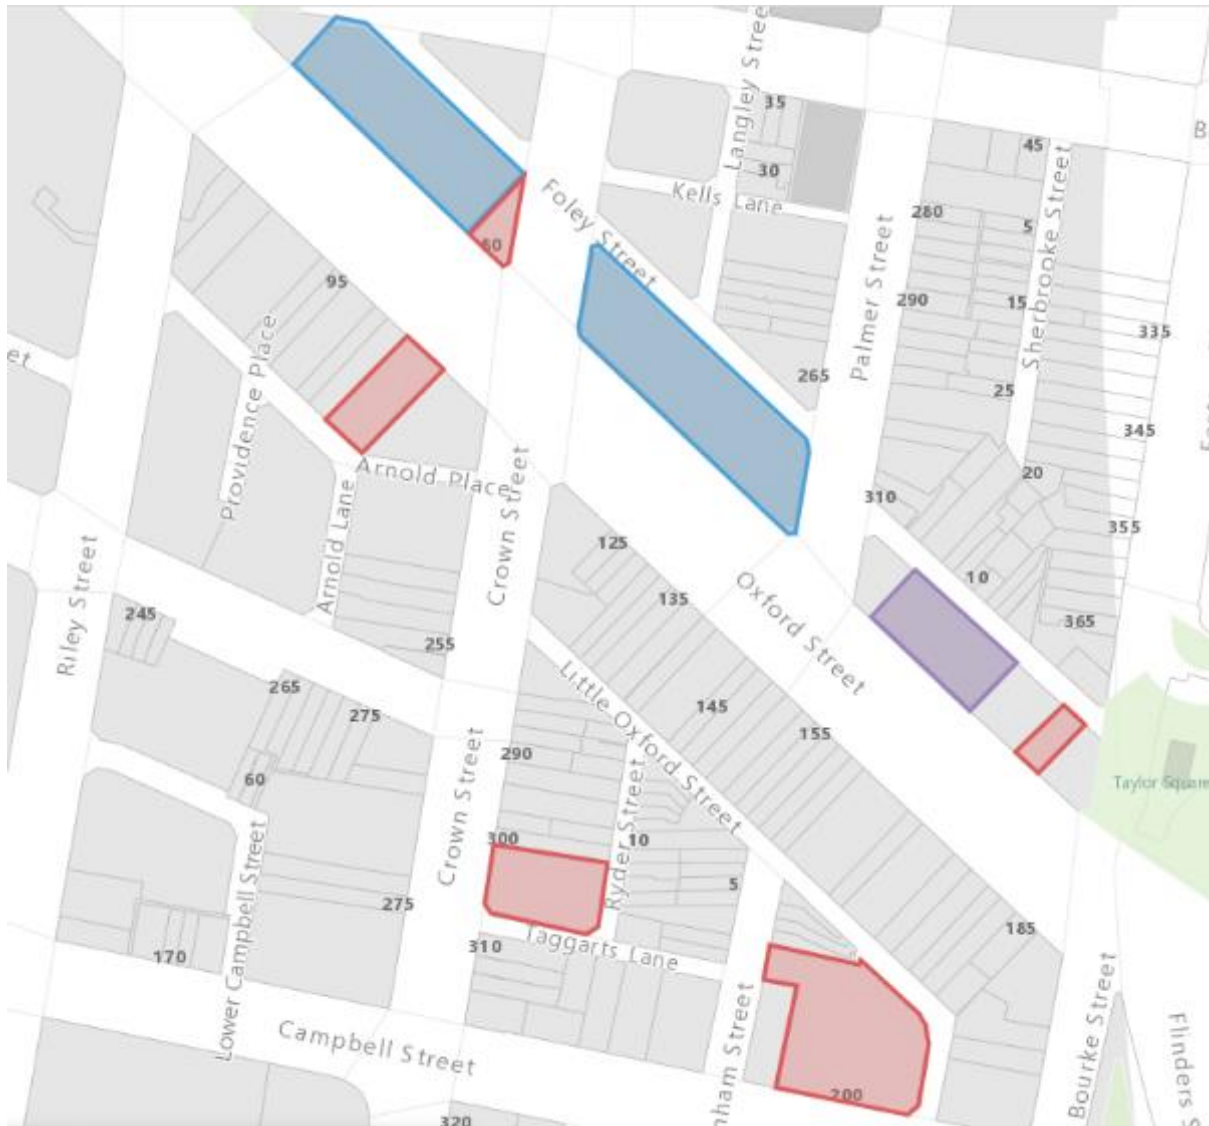 Langley Stree
35
B
45
30
Kells Lane
Foley Street
280
5
Sherbrooke Street
60
Palmer Street
95
290
15
335
et
Providence Place
265
25
345
Arnold Place
Crown Street
20
310
355
Arnold Lane
125
10
Oxford Street
135
Riley Street
245
365
255
Little Oxford Street
265
145
275
155
290
Crown Street
60
Taylor Square
Ryder Street
300
10
5
Lower Campbell Street
275
185
310
Taggarts Lane
170
Bourke Street
Campbell Street
nham Street
Flinders S
200
320